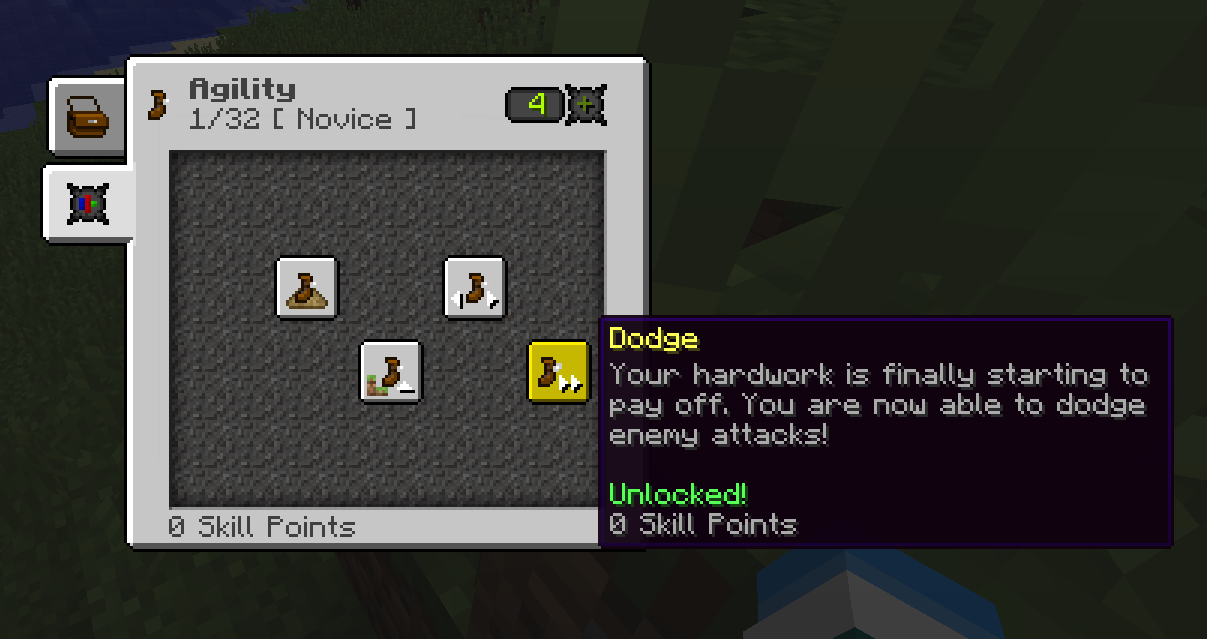 Agility
1/32 [ Novice ]
4
Dodge
Your hardwork is finally starting to
pay off. You are now able to dodge
enemy attacks!
Unlocked!
0 Skill Points
0 Skill Points